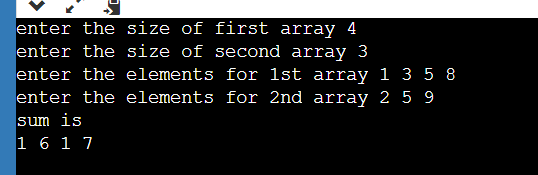 enter the size of first array 4
enter the size of second array 3
enter the elements for 1st array 1 3 5 8
enter the elements for 2nd array 2 5 9
sum is
1 6 1 7